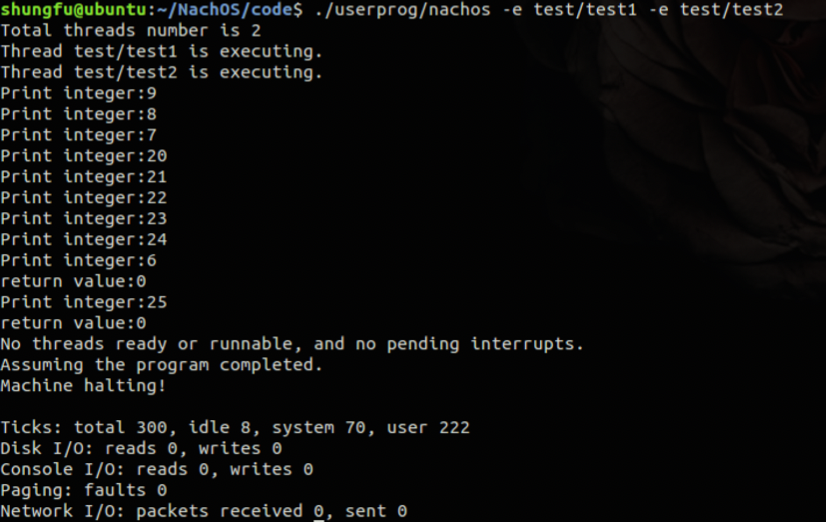 shungfu@ubuntu:~/NachOS/code$ ./userprog/nachos -e test/test1 -e test/test2
Total threads number is 2
Thread test/test1 is executing.
Thread test/test2 is executing.
Print integer:9
Print integer:8
Print integer:7
Print integer:20
Print integer:21
Print integer:22
Print integer:23
Print integer:24
Print integer:6
return value:0
Print integer:25
return value:0
No threads ready or runnable, and no pending interrupts.
Assuming the program completed.
Machine halting!

Ticks: total 300, idle 8, system 70, user 222
Disk I/O: reads 0, writes 0
Console I/O: reads 0, writes 0
Paging: faults 0
Network I/O: packets received 0, sent 0